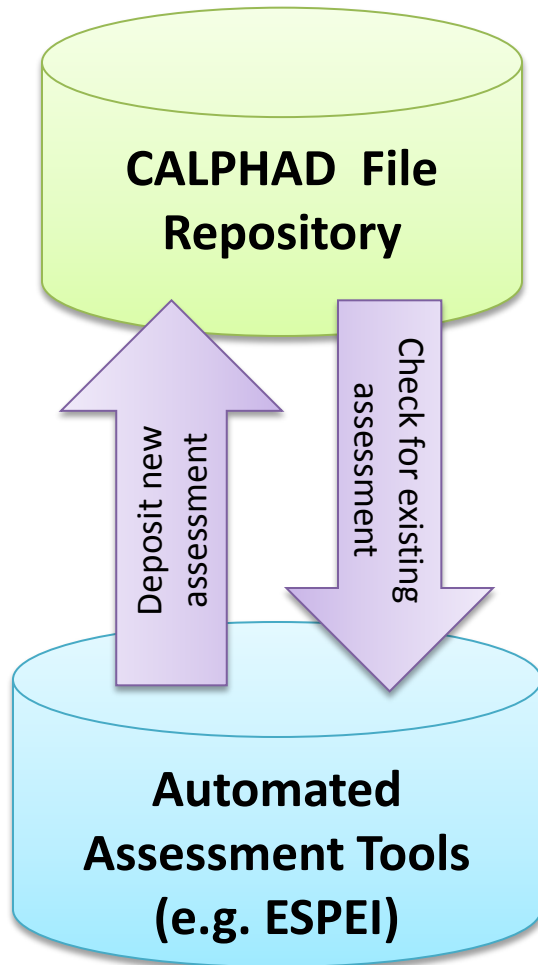 CALPHAD  File
Repository
Deposit new
assessment
Check for existing
assessment
Automated
Assessment Tools
(e.g. ESPEI)